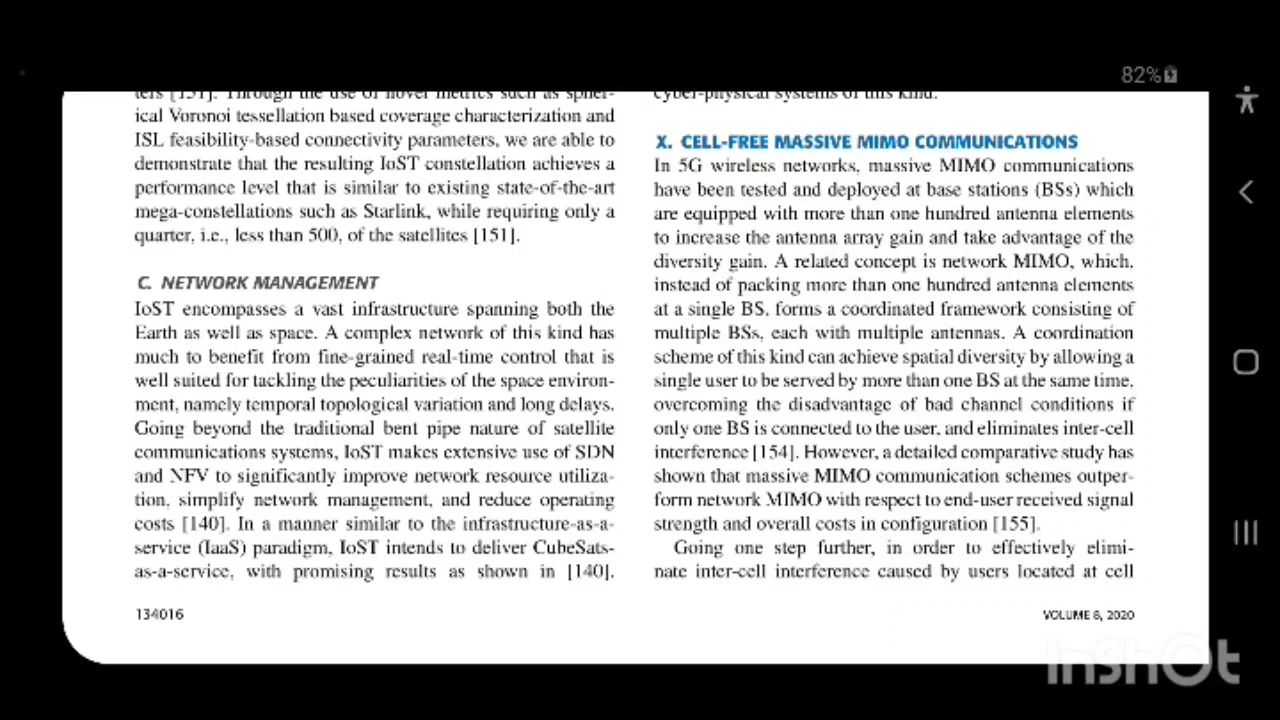 82%
ters [151]. Through the use of novel metrics such as spher-
ical Voronoi tessellation based coverage characterization and
ISL feasibility-based connectivity parameters, we are able to
demonstrate that the resulting IoST constellation achieves a
performance level that is similar to existing state-of-the-art
mega-constellations such as Starlink, while requiring only a
quarter, i.e., less than 500, of the satellites [151].
C. NETWORK MANAGEMENT
IoST encompasses a vast infrastructure spanning both the
Earth as well as space. A complex network of this kind has
much to benefit from fine-grained real-time control that is
well suited for tackling the peculiarities of the space environ-
ment, namely temporal topological variation and long delays.
Going beyond the traditional bent pipe nature of satellite
communications systems, IoST makes extensive use of SDN
and NFV to significantly improve network resource utiliza-
tion, simplify network management, and reduce operating
costs [140]. In a manner similar to the infrastructure-as-a-
service (IaaS) paradigm, IoST intends to deliver CubeSats-
as-a-service, with promising results as shown in [140].
134016
cyber-physical systems of this kind.
X. CELL-FREE MASSIVE MIMO COMMUNICATIONS
In 5G wireless networks, massive MIMO communications
have been tested and deployed at base stations (BSs) which
are equipped with more than one hundred antenna elements
to increase the antenna array gain and take advantage of the
diversity gain. A related concept is network MIMO, which,
instead of packing more than one hundred antenna elements
at a single BS, forms a coordinated framework consisting of
multiple BSs, each with multiple antennas. A coordination
scheme of this kind can achieve spatial diversity by allowing a
single user to be served by more than one BS at the same time,
overcoming the disadvantage of bad channel conditions if
only one BS is connected to the user, and eliminates inter-cell
interference [154]. However, a detailed comparative study has
shown that massive MIMO communication schemes outper-
form network MIMO with respect to end-user received signal
strength and overall costs in configuration [155].
Going one step further, in order to effectively elimi-
nate inter-cell interference caused by users located at cell
VOLUME 8, 2020
InShOt